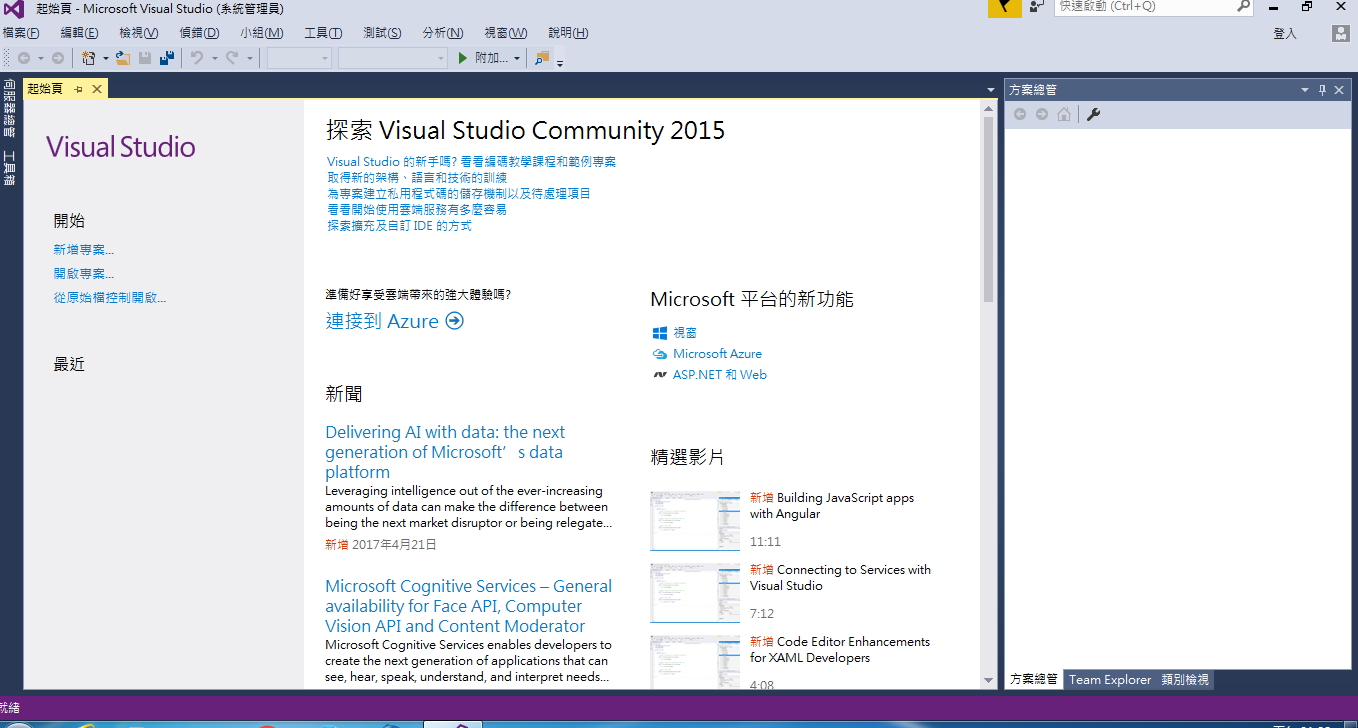 起始頁 - Microsoft Visual Studio (系統管理員)
快速啟動 (Ctrl+Q)
檔案(F) 編輯(E) 檢視(V) 偵錯(D) 小組(M) 工具(T) 測試(S) 分析(N) 視窗(W) 說明(H)
登入
附加...
伺服器總管
工具箱
起始頁
方案總管
Visual Studio
開始
新增專案...
開啟專案...
從原始檔控制開啟...
最近
探索 Visual Studio Community 2015
Visual Studio 的新手嗎? 看看編碼教學課程和範例專案
取得新的架構、語言和技術的訓練
為專案建立私用程式碼的儲存機制以及待處理項目
看看開始使用雲端服務有多麼容易
探索擴充及自訂 IDE 的方式
準備好享受雲端帶來的強大體驗嗎?
連接到 Azure
新聞
Delivering AI with data: the next
generation of Microsoft’s data
platform
Leveraging intelligence out of the ever-increasing
amounts of data can make the difference between
being the next market disruptor or being relegate...
新增 2017年4月21日
Microsoft Cognitive Services – General
availability for Face API, Computer
Vision API and Content Moderator
Microsoft Cognitive Services enables developers to
create the next generation of applications that can
see, hear, speak, understand, and interpret needs...
Microsoft 平台的新功能
視窗
Microsoft Azure
ASP.NET 和 Web
精選影片
新增 Building JavaScript apps
with Angular
11:11
新增 Connecting to Services with
Visual Studio
7:12
新增 Code Editor Enhancements
for XAML Developers
4:08
方案總管 Team Explorer 類別檢視
就緒